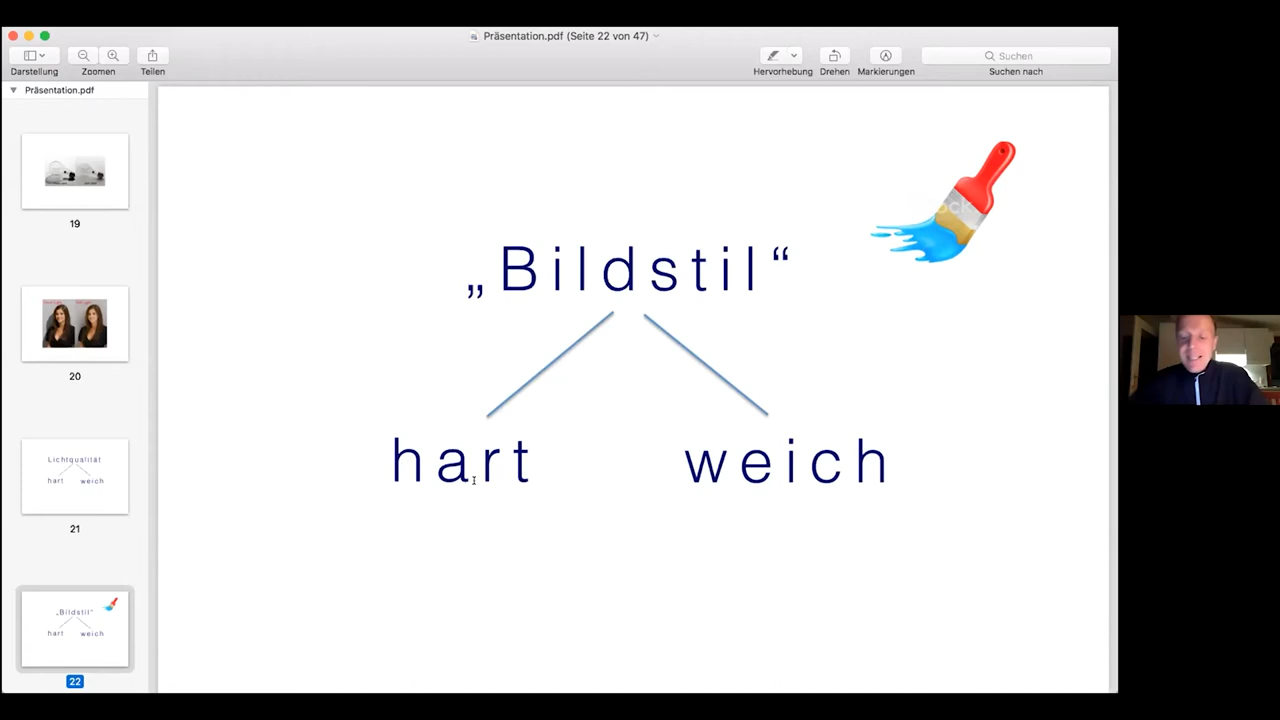 Präsentation.pdf (Seite 22 von 47)
Darstellung
Zoomen
Teilen
Hervorhebung
Drehen
Markierungen
Suchen
Suchen nach
Präsentation.pdf
19
20
Lichtqualität
hart weich
21
„Bildstil“
hart weich
22
„Bildstil“
hart weich